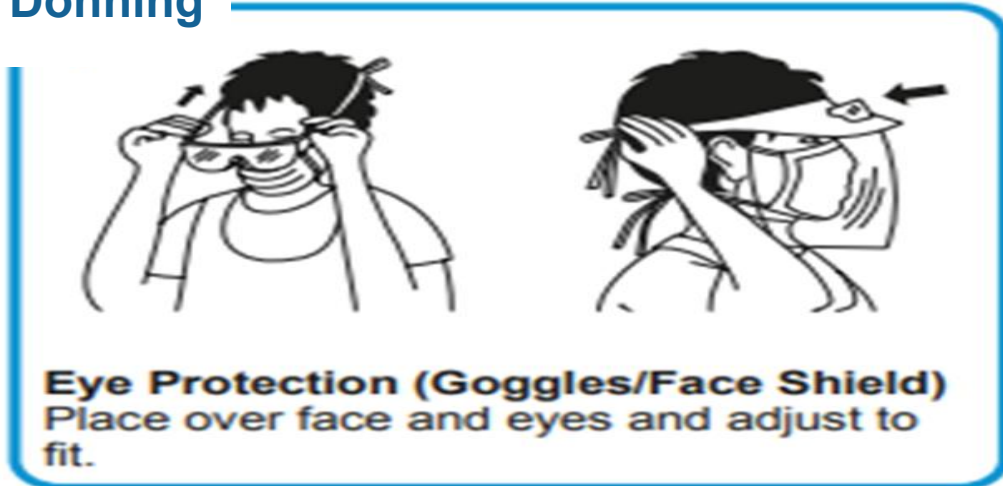 Donning
Eye Protection (Goggles/Face Shield)
Place over face and eyes and adjust to
fit.